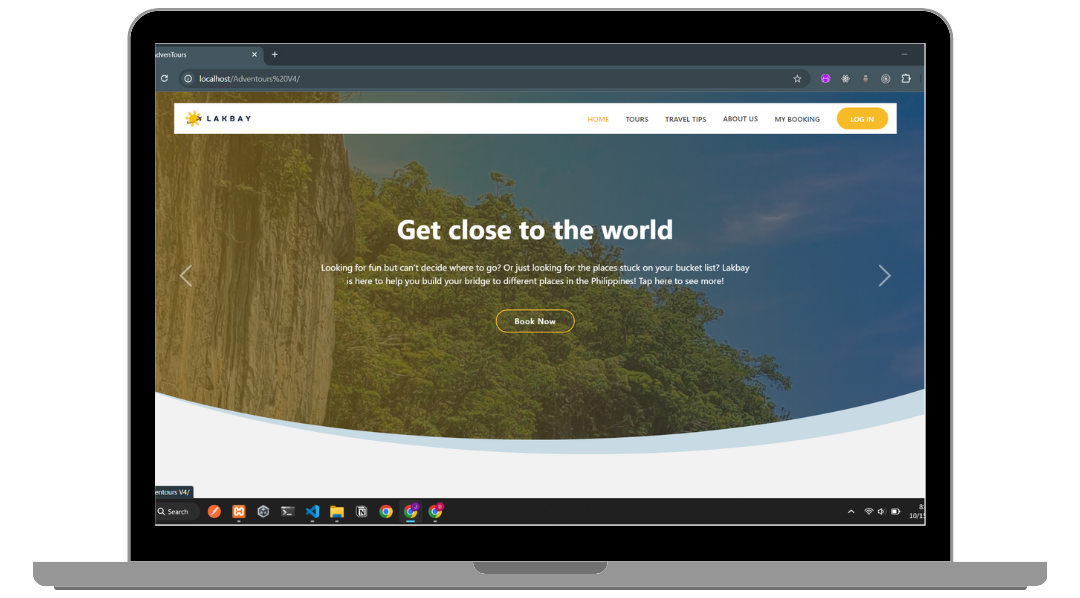 dvenTours
localhost/Adventours%20V4/
LAKBAY
HOME TOURS TRAVEL TIPS ABOUT US MY BOOKING LOG IN
Get close to the world
Looking for fun but can't decide where to go? Or just looking for the places stuck on your bucket list? Lakbay
is here to help you build your bridge to different places in the Philippines! Tap here to see more!
Book Now
entours V4/
Search
10/1